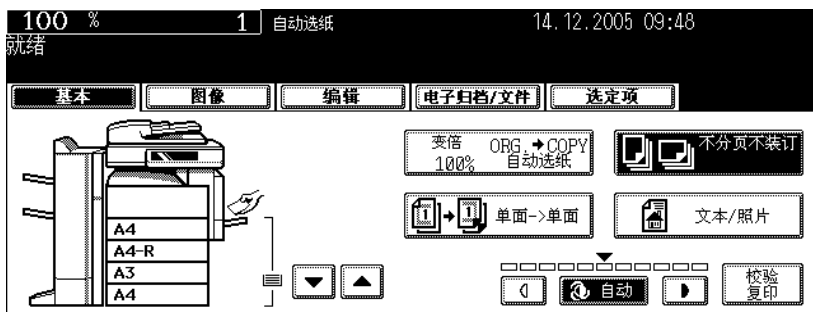 100 % 1 自动选纸 14.12.2005 09:48
就绪
基本 图像 编辑 电子归档/文件 选定项
变倍 ORG.➔COPY 不分页不装订
100% 自动选纸
1 ➔ 1 单面->单面 文本/照片
A4
A4-R
A3
A4
自动 校验
复印